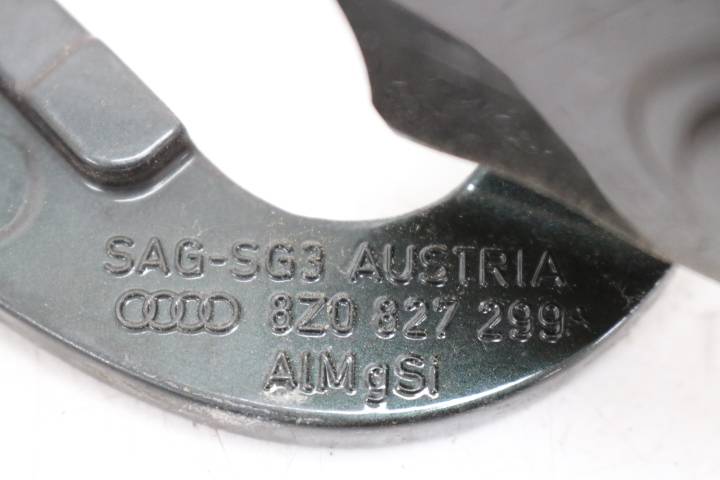 SAG-SG3 AUSTRIA
8Z0 827 299
AlMgSi